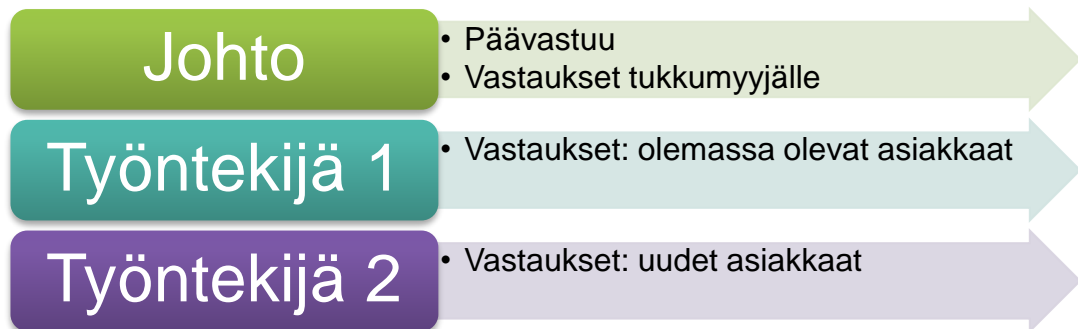 Johto
• Päävastuu
• Vastaukset tukkumyyjälle
Työntekijä 1
• Vastaukset: olemassa olevat asiakkaat
Työntekijä 2
• Vastaukset: uudet asiakkaat